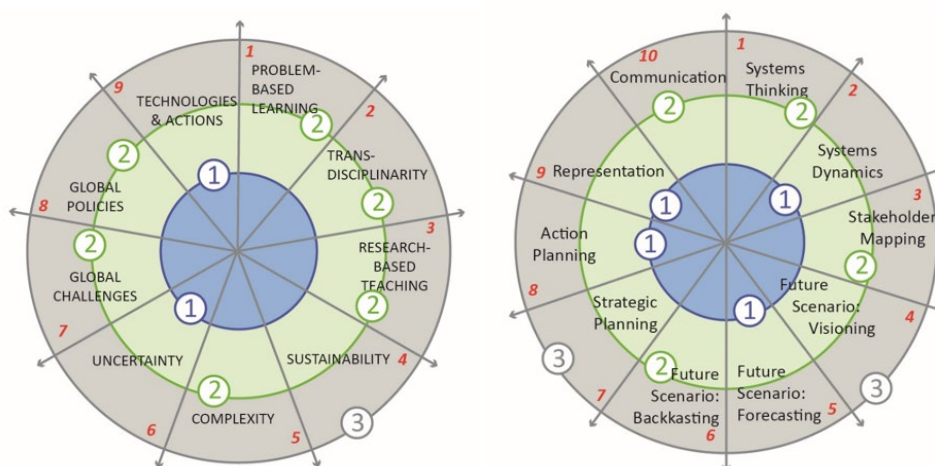 1
PROBLEM-
BASED
LEARNING
2
2
TRANS-
DISCIPLINARITY
3
RESEARCH-
BASED
TEACHING
2
4
SUSTAINABILITY
3
5
COMPLEXITY
2
6
UNCERTAINTY
1
7
GLOBAL
CHALLENGES
2
8
GLOBAL
POLICIES
2
9
TECHNOLOGIES
& ACTIONS
1
2
1
Systems
Thinking
2
2
Systems
Dynamics
1
3
Stakeholder
Mapping
2
4
Future
Scenario:
Visioning
3
5
Future
Scenario:
Forecasting
1
6
Future
Scenario:
Backkasting
2
7
Strategic
Planning
3
8
Action
Planning
1
9
Representation
1
10
Communication
2